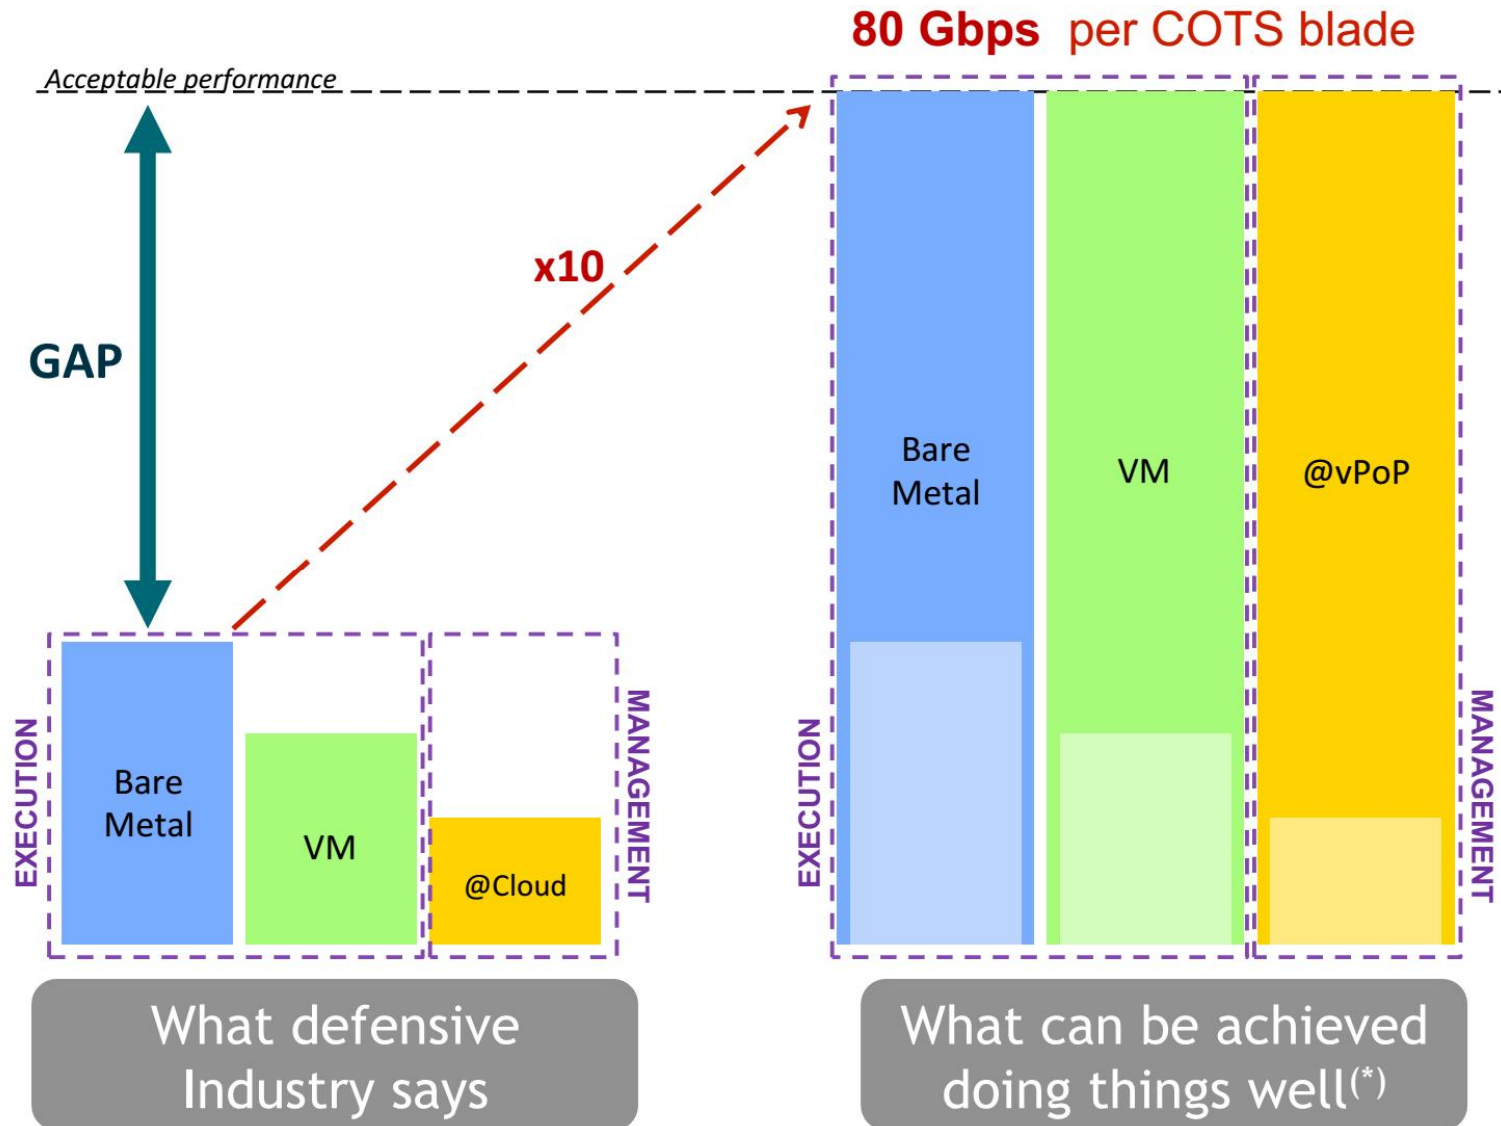 80 Gbps per COTS blade
Acceptable performance
x10
GAP
EXECUTION
Bare
Metal
VM
@Cloud
MANAGEMENT
EXECUTION
Bare
Metal
VM
@vPoP
MANAGEMENT
What defensive
Industry says
What can be achieved
doing things well(*)